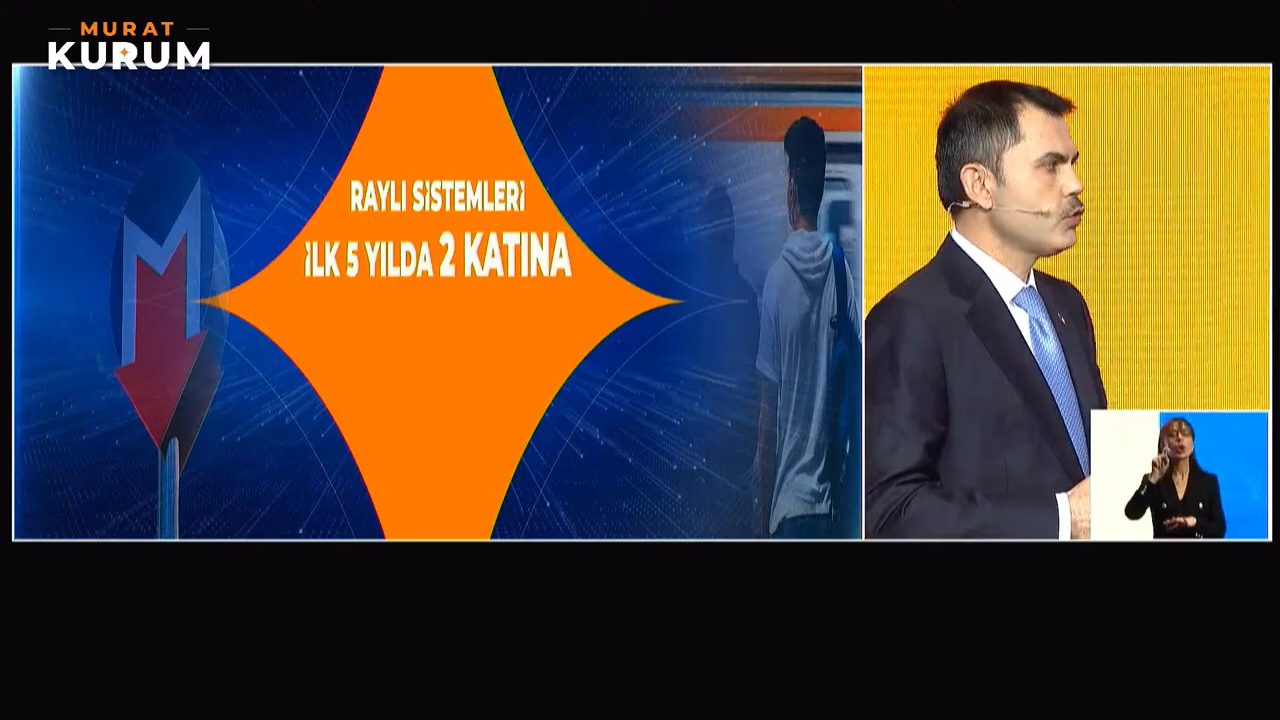 MURAT
KURUM
RAYLI SİSTEMLERİ
İLK 5 YILDA 2 KATINA
M